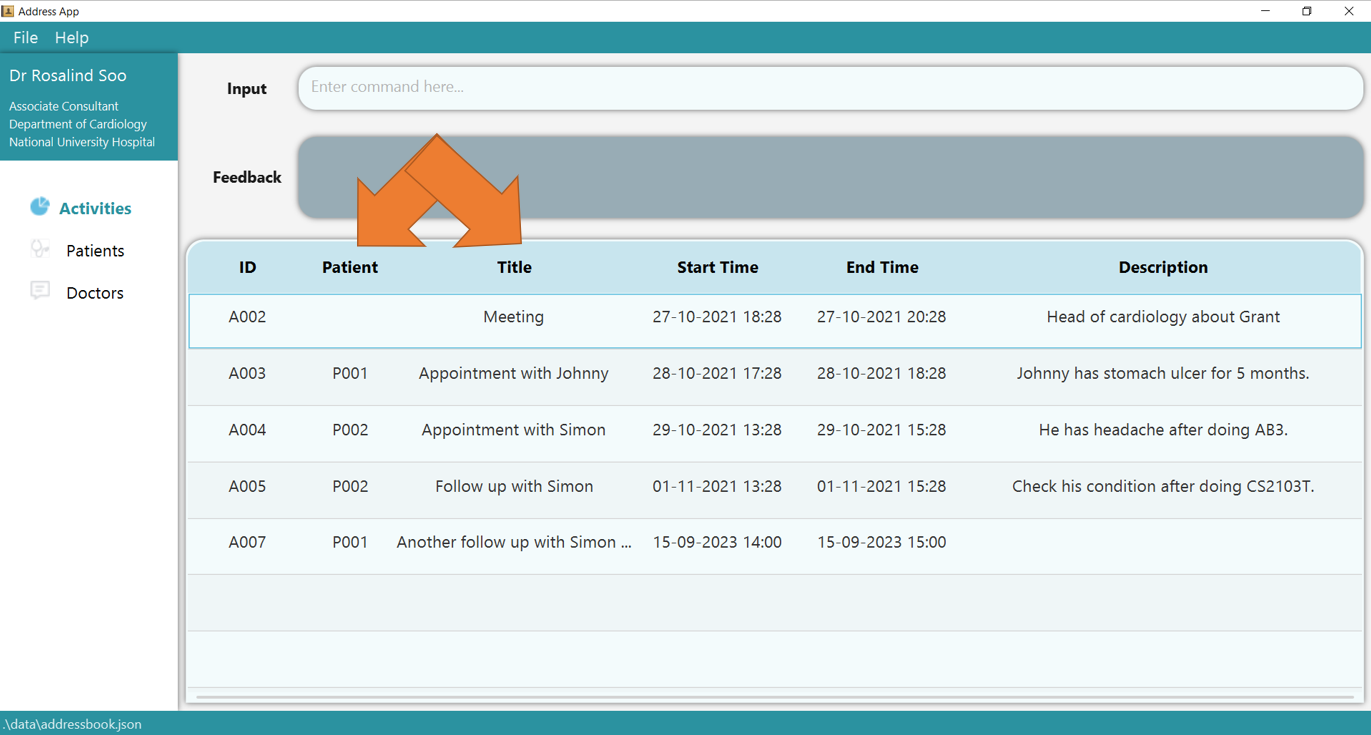 Address App
File Help
Dr Rosalind Soo
Associate Consultant
Department of Cardiology
National University Hospital
Activities
Patients
Doctors
Input Enter command here...
Feedback
ID Patient Title Start Time End Time Description
A002 Meeting 27-10-2021 18:28 27-10-2021 20:28 Head of cardiology about Grant
A003 P001 Appointment with Johnny 28-10-2021 17:28 28-10-2021 18:28 Johnny has stomach ulcer for 5 months.
A004 P002 Appointment with Simon 29-10-2021 13:28 29-10-2021 15:28 He has headache after doing AB3.
A005 P002 Follow up with Simon 01-11-2021 13:28 01-11-2021 15:28 Check his condition after doing CS2103T.
A007 P001 Another follow up with Simon ... 15-09-2023 14:00 15-09-2023 15:00
.\data\addressbook.json